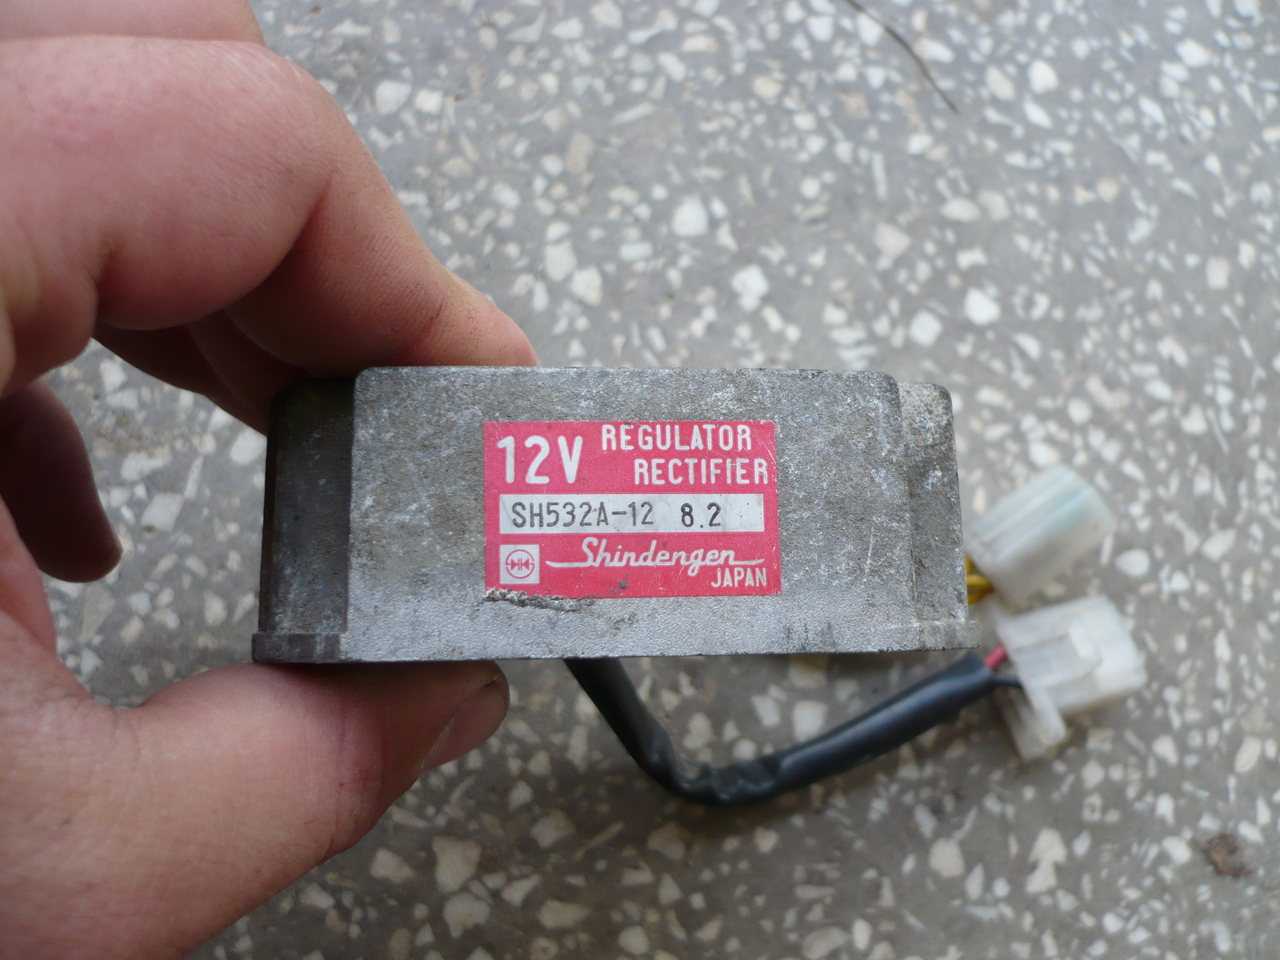 12V REGULATOR
RECTIFIER
SH532A-12 8.2
Shindengen
JAPAN